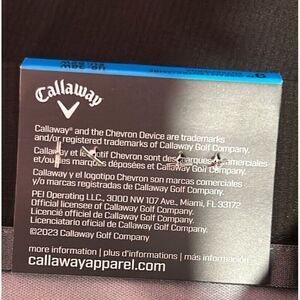 Callaway
Callaway® and the Chevron Device are trademarks
and/or registered trademarks of Callaway Golf Company.
Callaway et le motif Chevron sont des marques commerciales
et/ou des marques déposées et Callaway Golf Company.
Callaway y el logotipo Chevron son marcas comerciales
y/o marcas registradas de Callaway Golf Company.
PEI Operating LLC, 3000 NW 107 Ave., Miami, FL 33172
Official licensee of Callaway Golf Company
Licencié officiel de Callaway Golf Company
Licenciado oficial de Callaway Golf Company
©2023 Callaway Golf Company
more information | plus d'informations | más información
callawayapparel.com